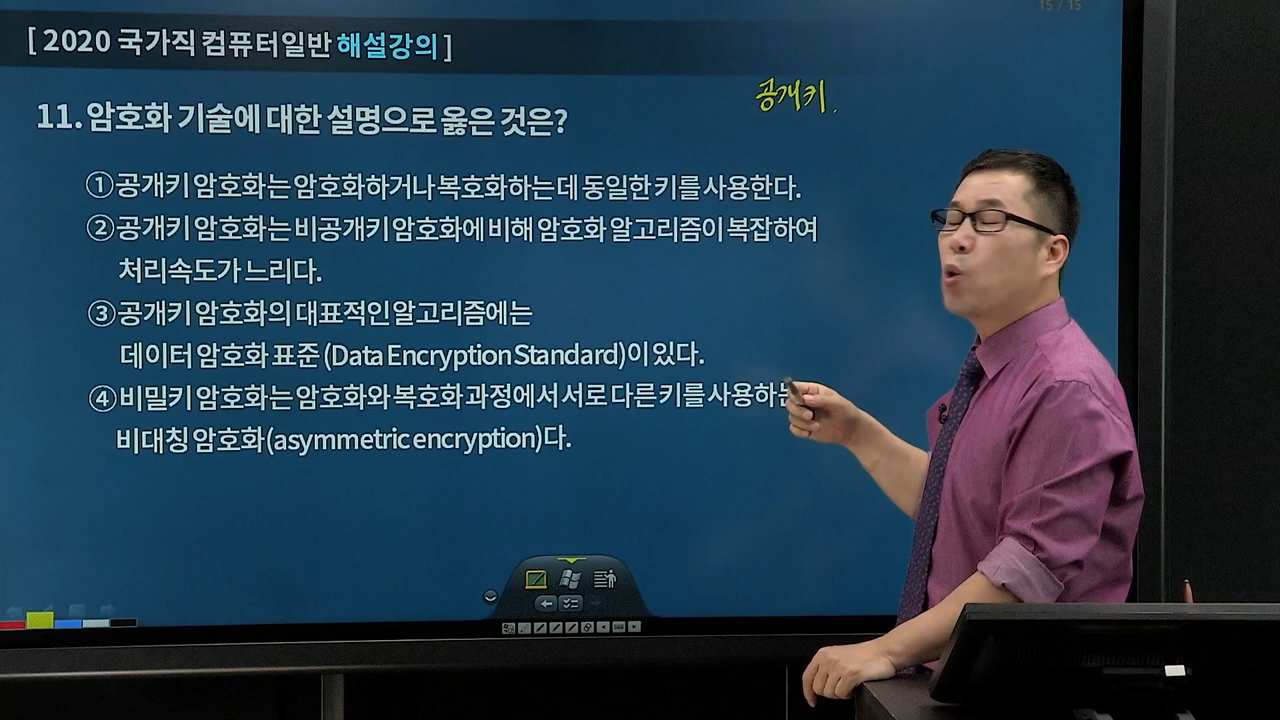 15 / 15
[ 2020 국가직 컴퓨터일반 해설강의 ]
공개키.
11. 암호화 기술에 대한 설명으로 옳은 것은?
① 공개키 암호화는 암호화하거나 복호화하는데 동일한 키를 사용한다.
② 공개키 암호화는 비공개키 암호화에 비해 암호화 알고리즘이 복잡하여
처리속도가 느리다.
③ 공개키 암호화의 대표적인 알고리즘에는
데이터 암호화 표준 (Data Encryption Standard)이 있다.
④ 비밀키 암호화는 암호화와 복호화 과정에서 서로 다른 키를 사용하는
비대칭 암호화(asymmetric encryption)다.